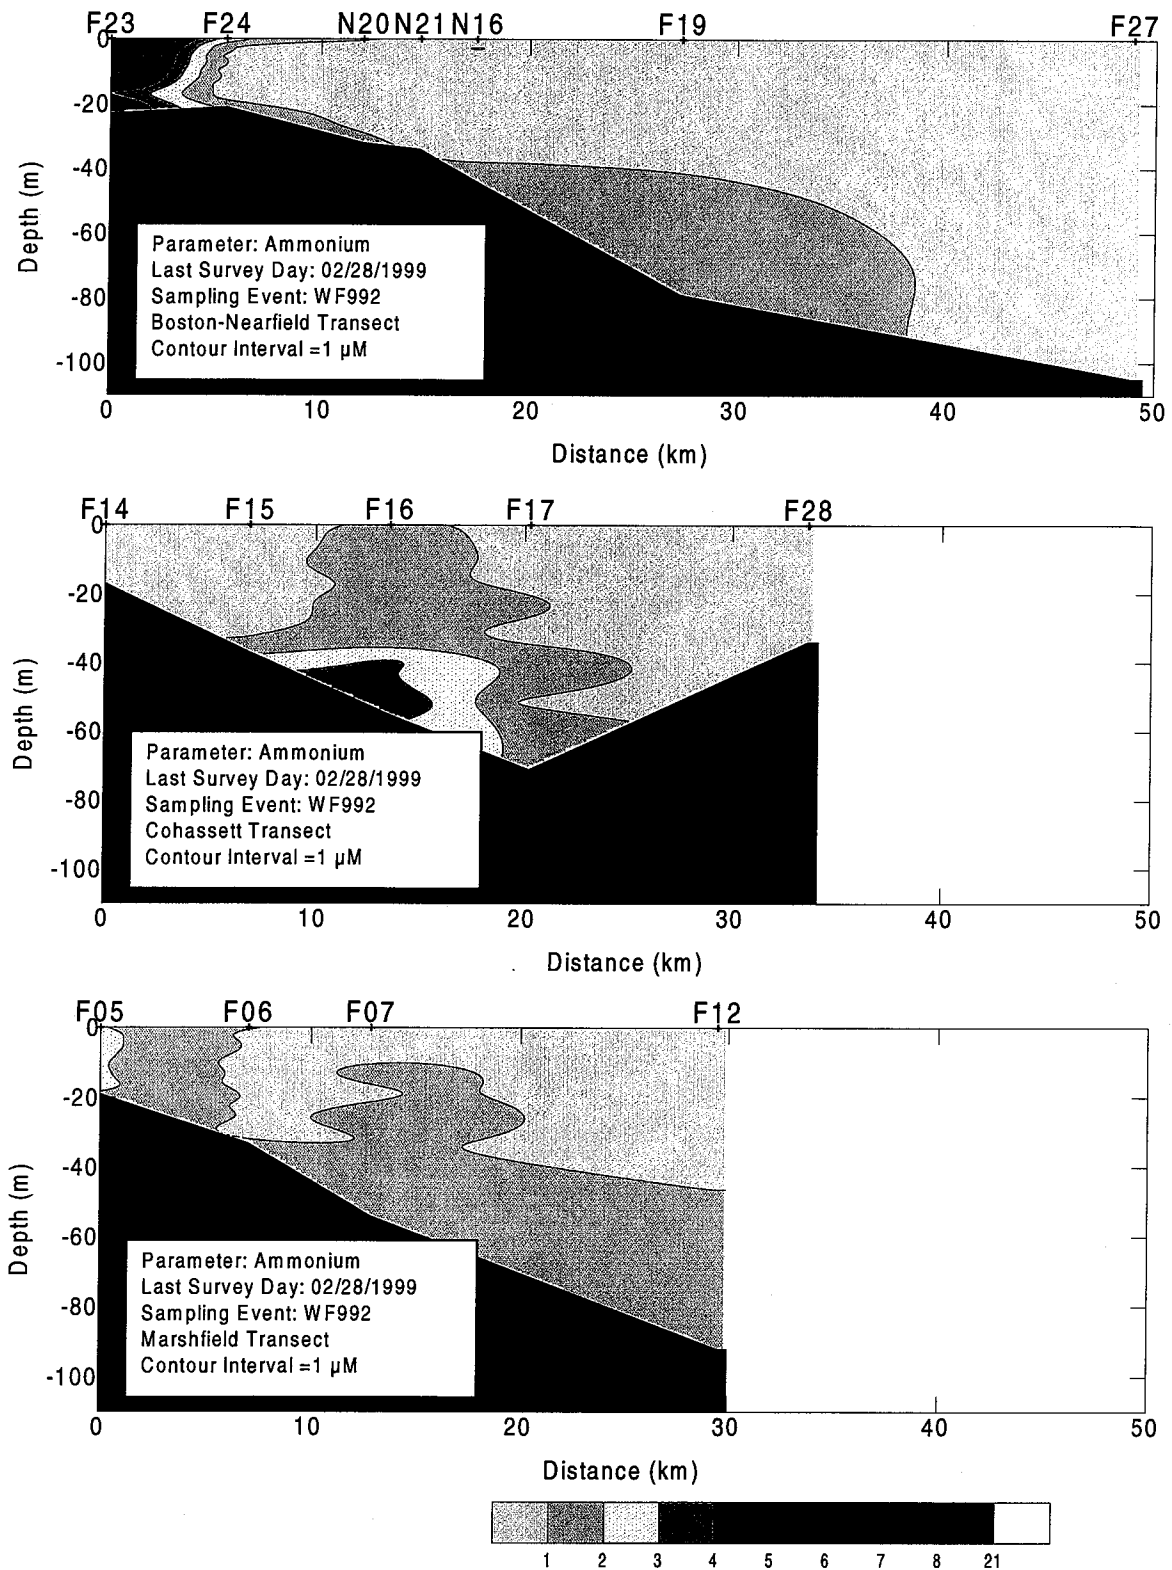 F23 F24 N20 N21 N16 F19 F27
0
-20
-40
-60
-80
-100
Depth (m)
Parameter: Ammonium
Last Survey Day: 02/28/1999
Sampling Event: WF992
Boston-Nearfield Transect
Contour Interval =1 µM
0 10 20 30 40 50
Distance (km)
F14 F15 F16 F17 F28
0
-20
-40
-60
-80
-100
Depth (m)
Parameter: Ammonium
Last Survey Day: 02/28/1999
Sampling Event: WF992
Cohassett Transect
Contour Interval =1 µM
0 10 20 30 40 50
Distance (km)
F05 F06 F07 F12
0
-20
-40
-60
-80
-100
Depth (m)
Parameter: Ammonium
Last Survey Day: 02/28/1999
Sampling Event: WF992
Marshfield Transect
Contour Interval =1 µM
0 10 20 30 40 50
Distance (km)
1 2 3 4 5 6 7 8 21